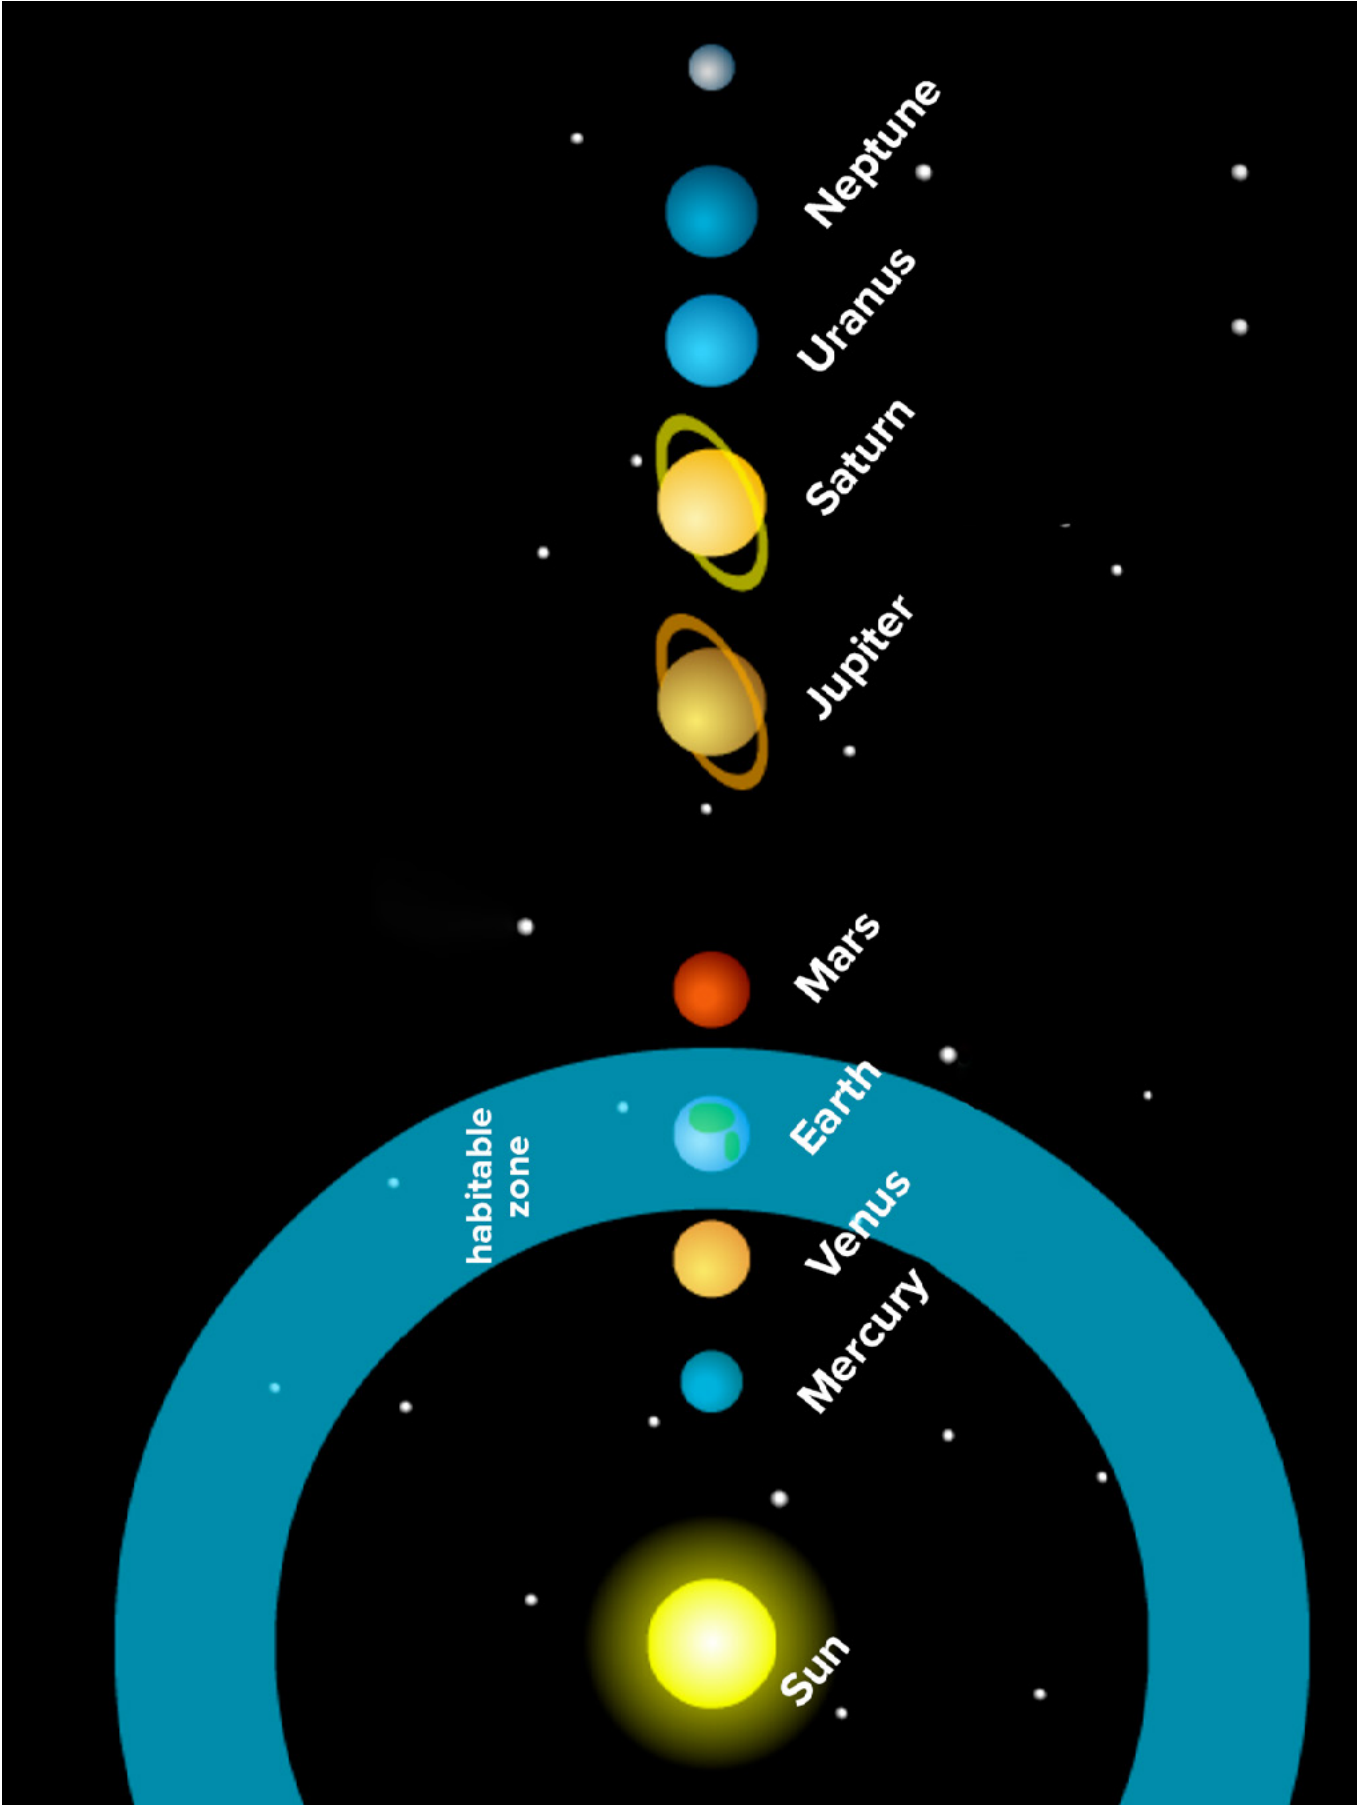 Neptune
Uranus
Saturn
Jupiter
Mars
Earth
habitable
zone
Venus
Mercury
Sun